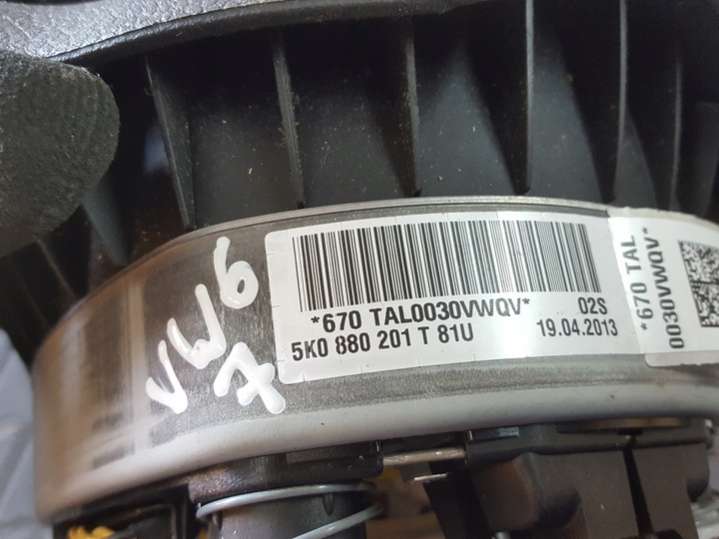 VW6
7
*670 TAL0030VWQV*
02S
5K0 880 201 T 81U
19.04.2013
*670 TAL
0030VWQV*